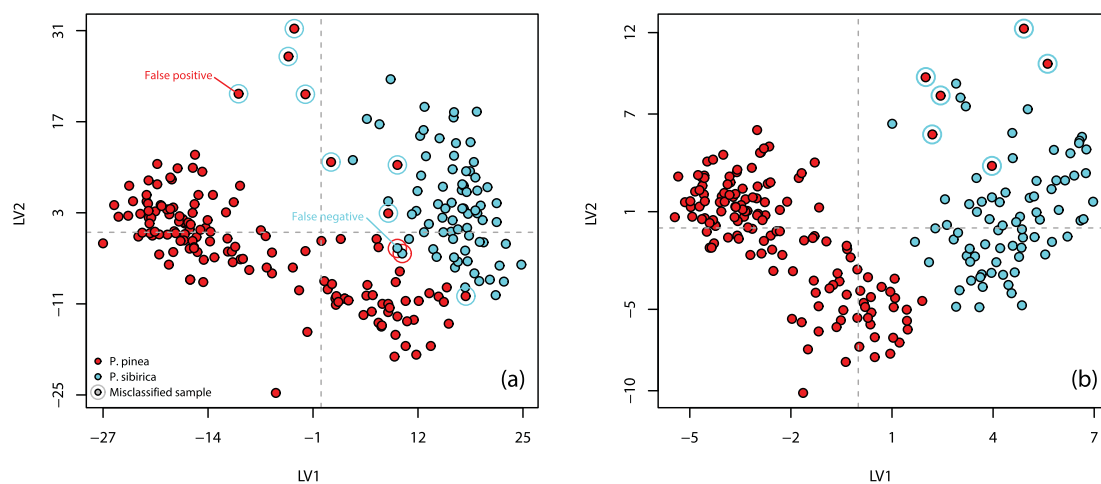 31
17
3
−11
−25
LV2
False positive
False negative
P. pinea
P. sibirica
Misclassified sample
(a)
−27
−14
−1
12
25
LV1
12
7
1
−5
−10
LV2
(b)
−5
−2
1
4
7
LV1